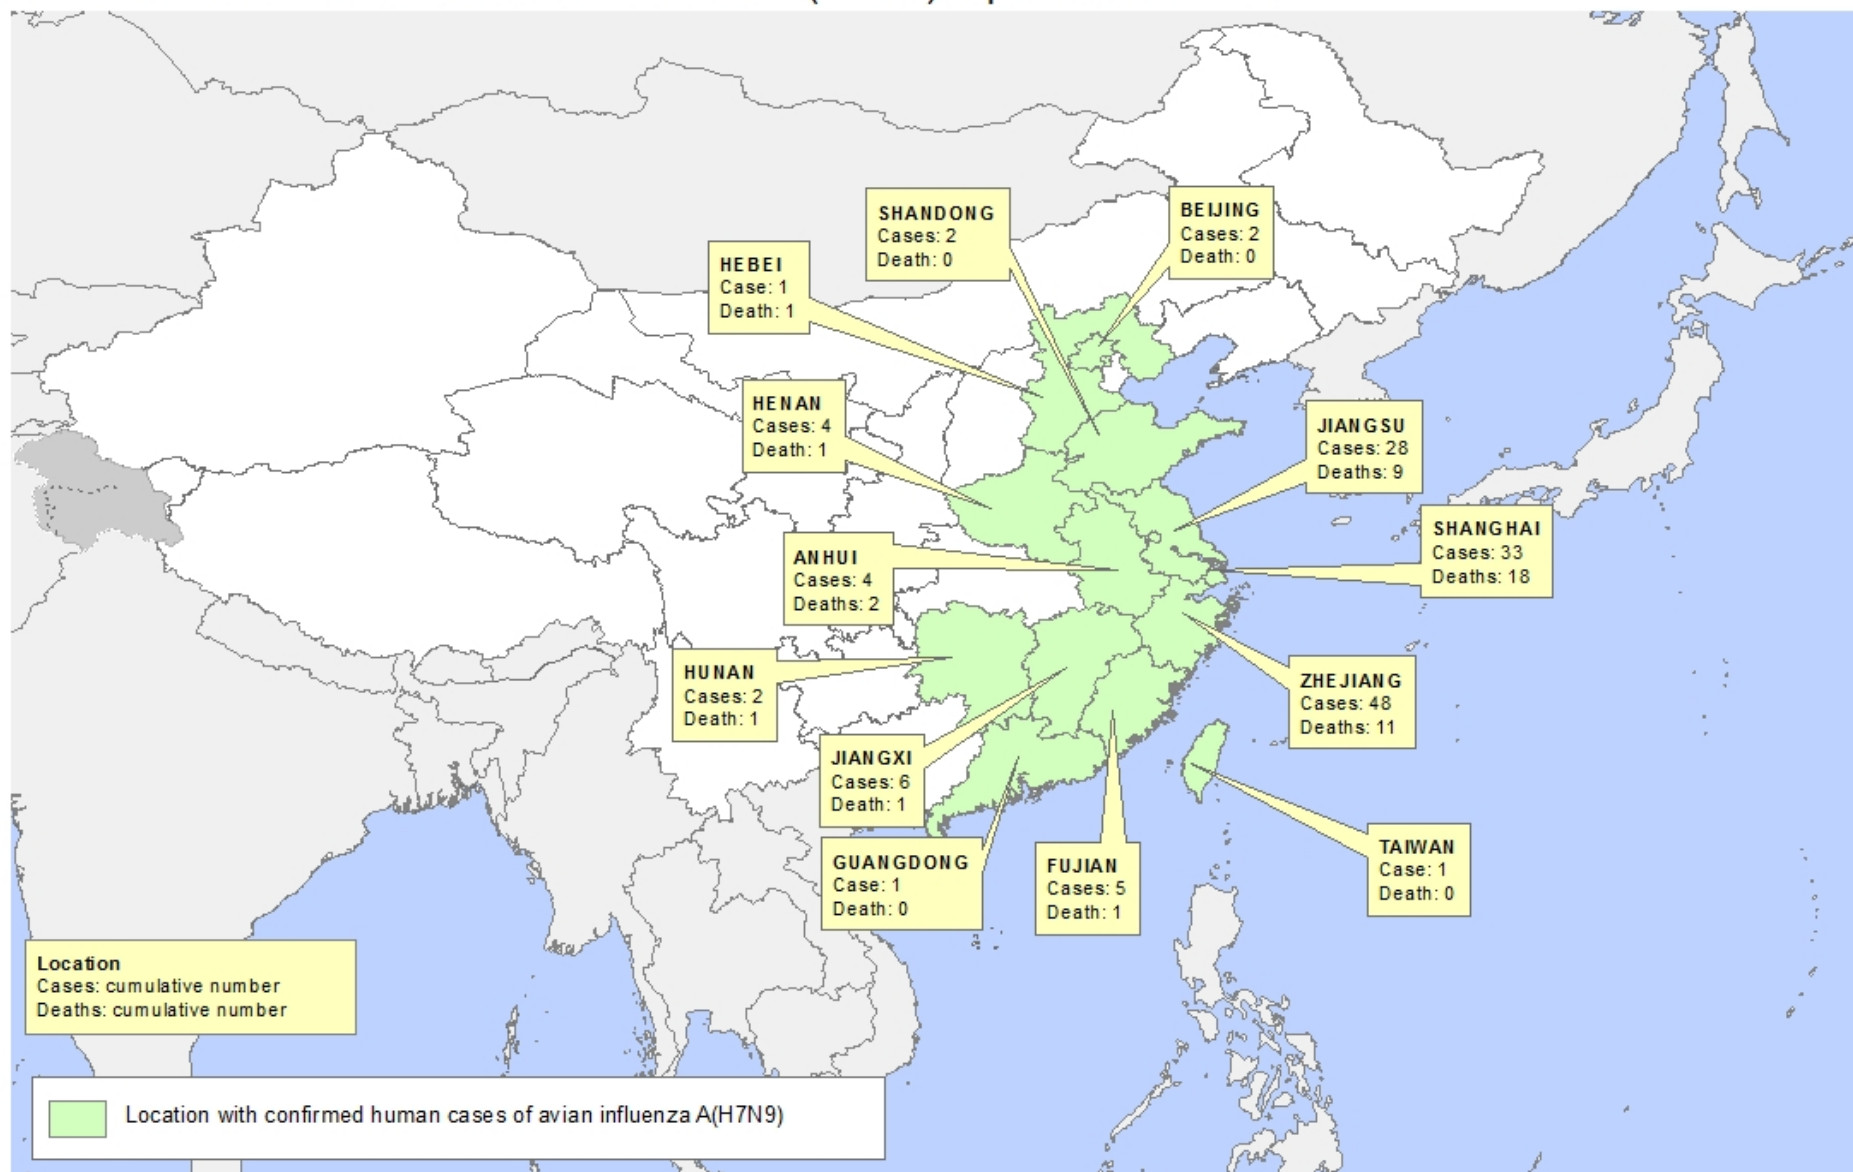 SHANDONG
Cases: 2
Death: 0
BEIJING
Cases: 2
Death: 0
HEBEI
Case: 1
Death: 1
HENAN
Cases: 4
Death: 1
JIANGSU
Cases: 28
Deaths: 9
SHANGHAI
Cases: 33
Deaths: 18
ANHUI
Cases: 4
Deaths: 2
HUNAN
Cases: 2
Death: 1
ZHEJIANG
Cases: 48
Deaths: 11
JIANGXI
Cases: 6
Death: 1
GUANGDONG
Case: 1
Death: 0
FUJIAN
Cases: 5
Death: 1
TAIWAN
Case: 1
Death: 0
Location
Cases: cumulative number
Deaths: cumulative number
Location with confirmed human cases of avian influenza A(H7N9)